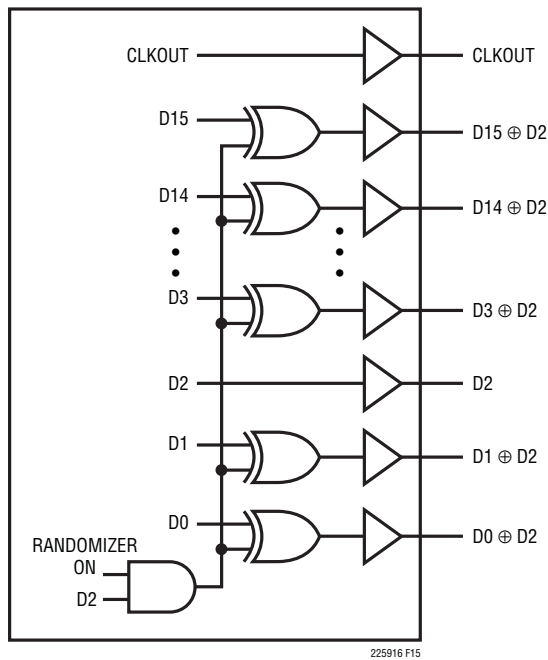 CLKOUT CLKOUT
D15 D15 ⊕ D2
D14 D14 ⊕ D2
D3 D3 ⊕ D2
D2 D2
D1 D1 ⊕ D2
D0 D0 ⊕ D2
RANDOMIZER
ON
D2
225916 F15